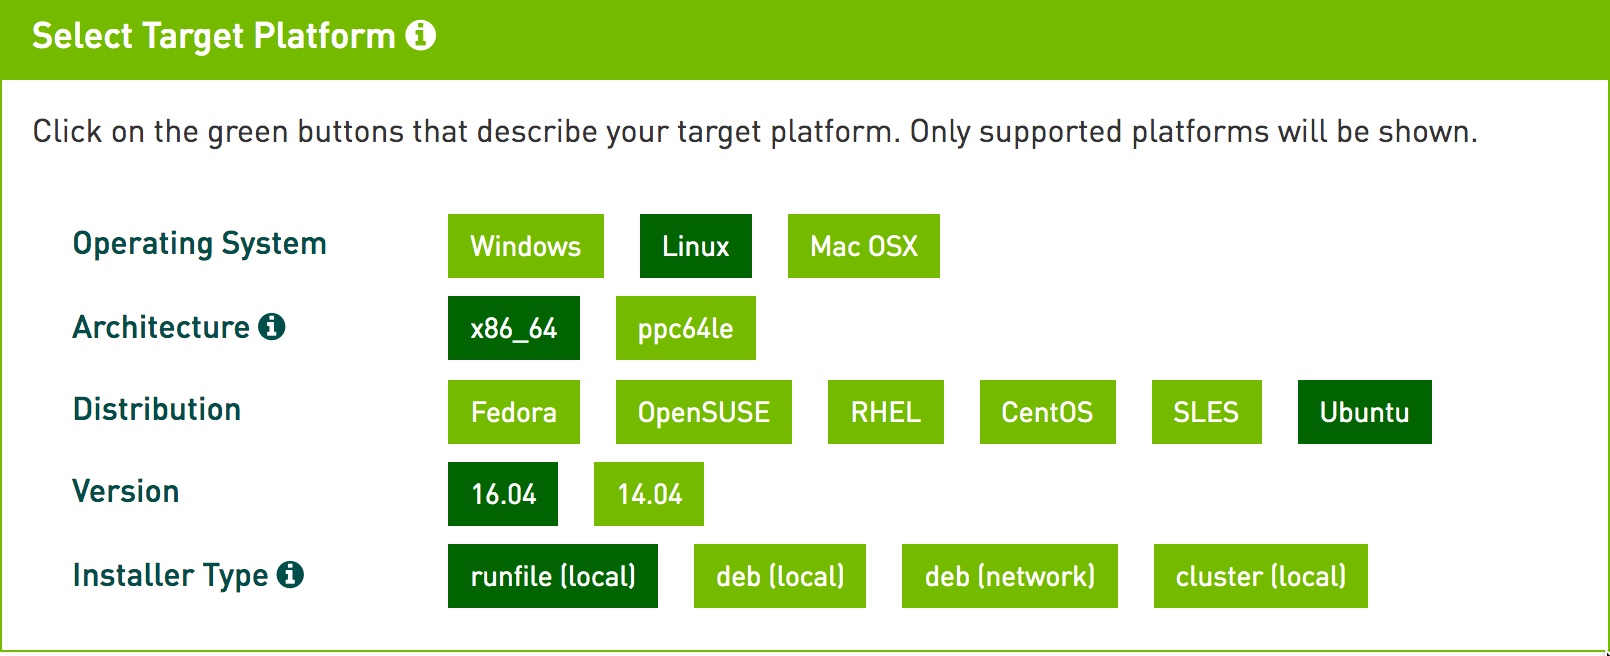 Select Target Platform
Click on the green buttons that describe your target platform. Only supported platforms will be shown.
Operating System Windows Linux Mac OSX
Architecture x86_64 ppc64le
Distribution Fedora OpenSUSE RHEL CentOS SLES Ubuntu
Version 16.04 14.04
Installer Type runfile (local) deb (local) deb (network) cluster (local)